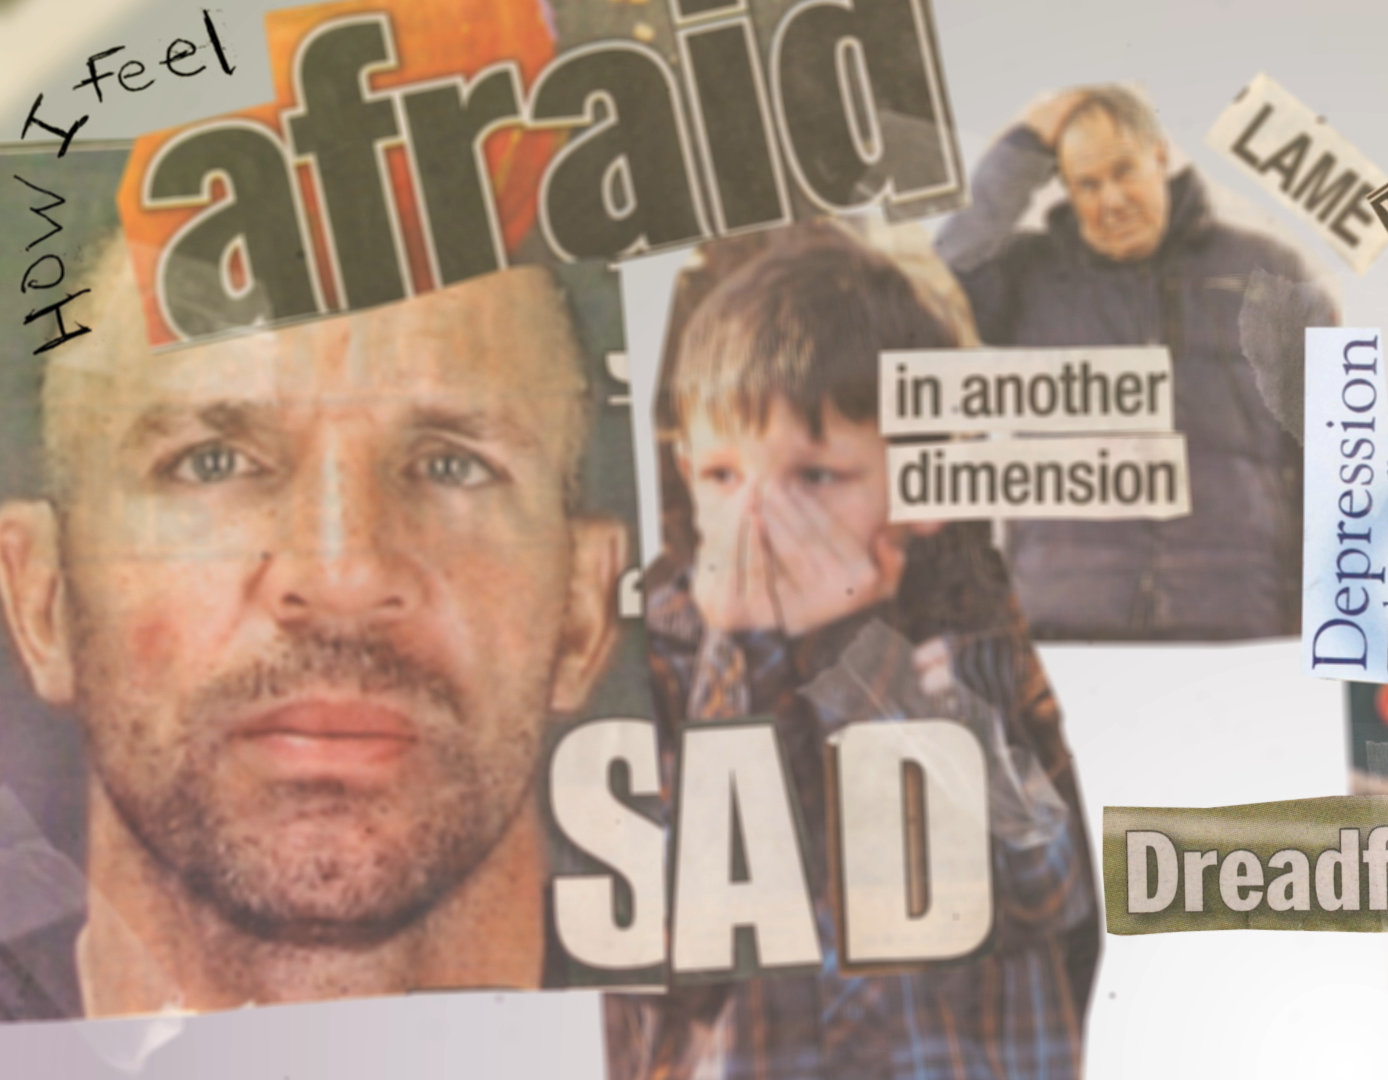 How I Feel
afraid
LAME
in another
dimension
Depression
SAD
Dreadf